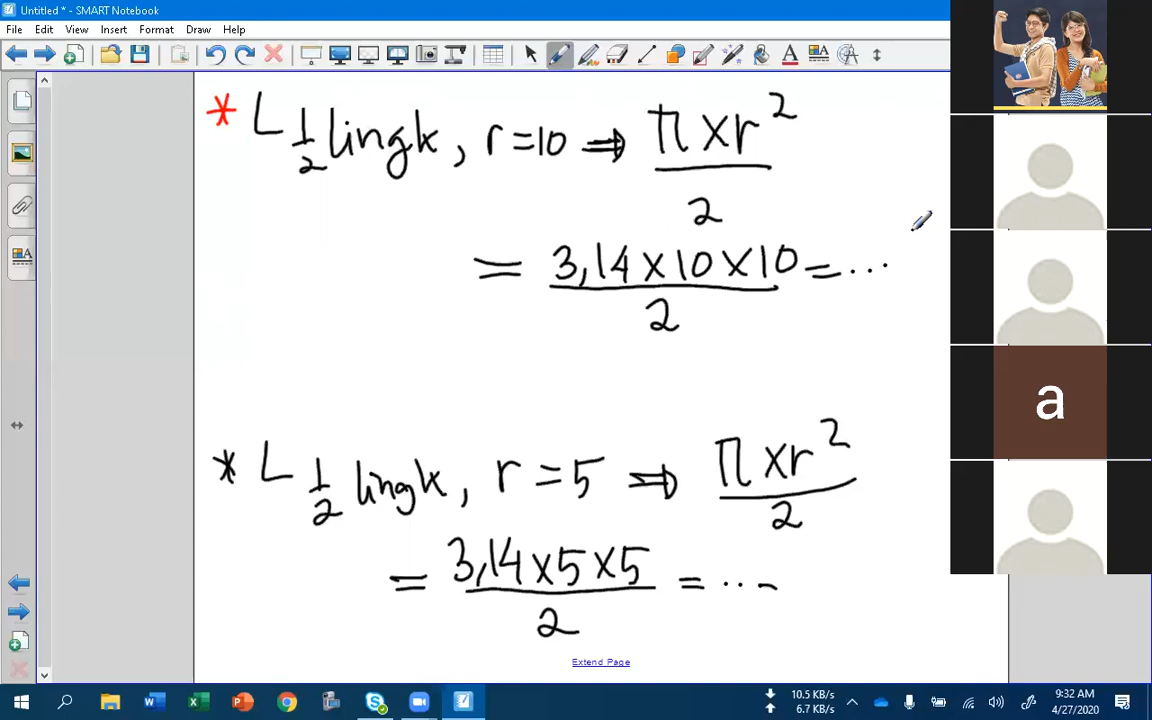 Untitled * - SMART Notebook
File Edit View Insert Format Draw Help
* L 1/2 lingk, r = 10 ⇒ π x r² / 2
= 3,14 x 10 x 10 / 2 = ...
* L 1/2 lingk, r = 5 ⇒ π x r² / 2
= 3,14 x 5 x 5 / 2 = ...
Extend Page
a
10.5 KB/s
6.7 KB/s
9:32 AM
4/27/2020